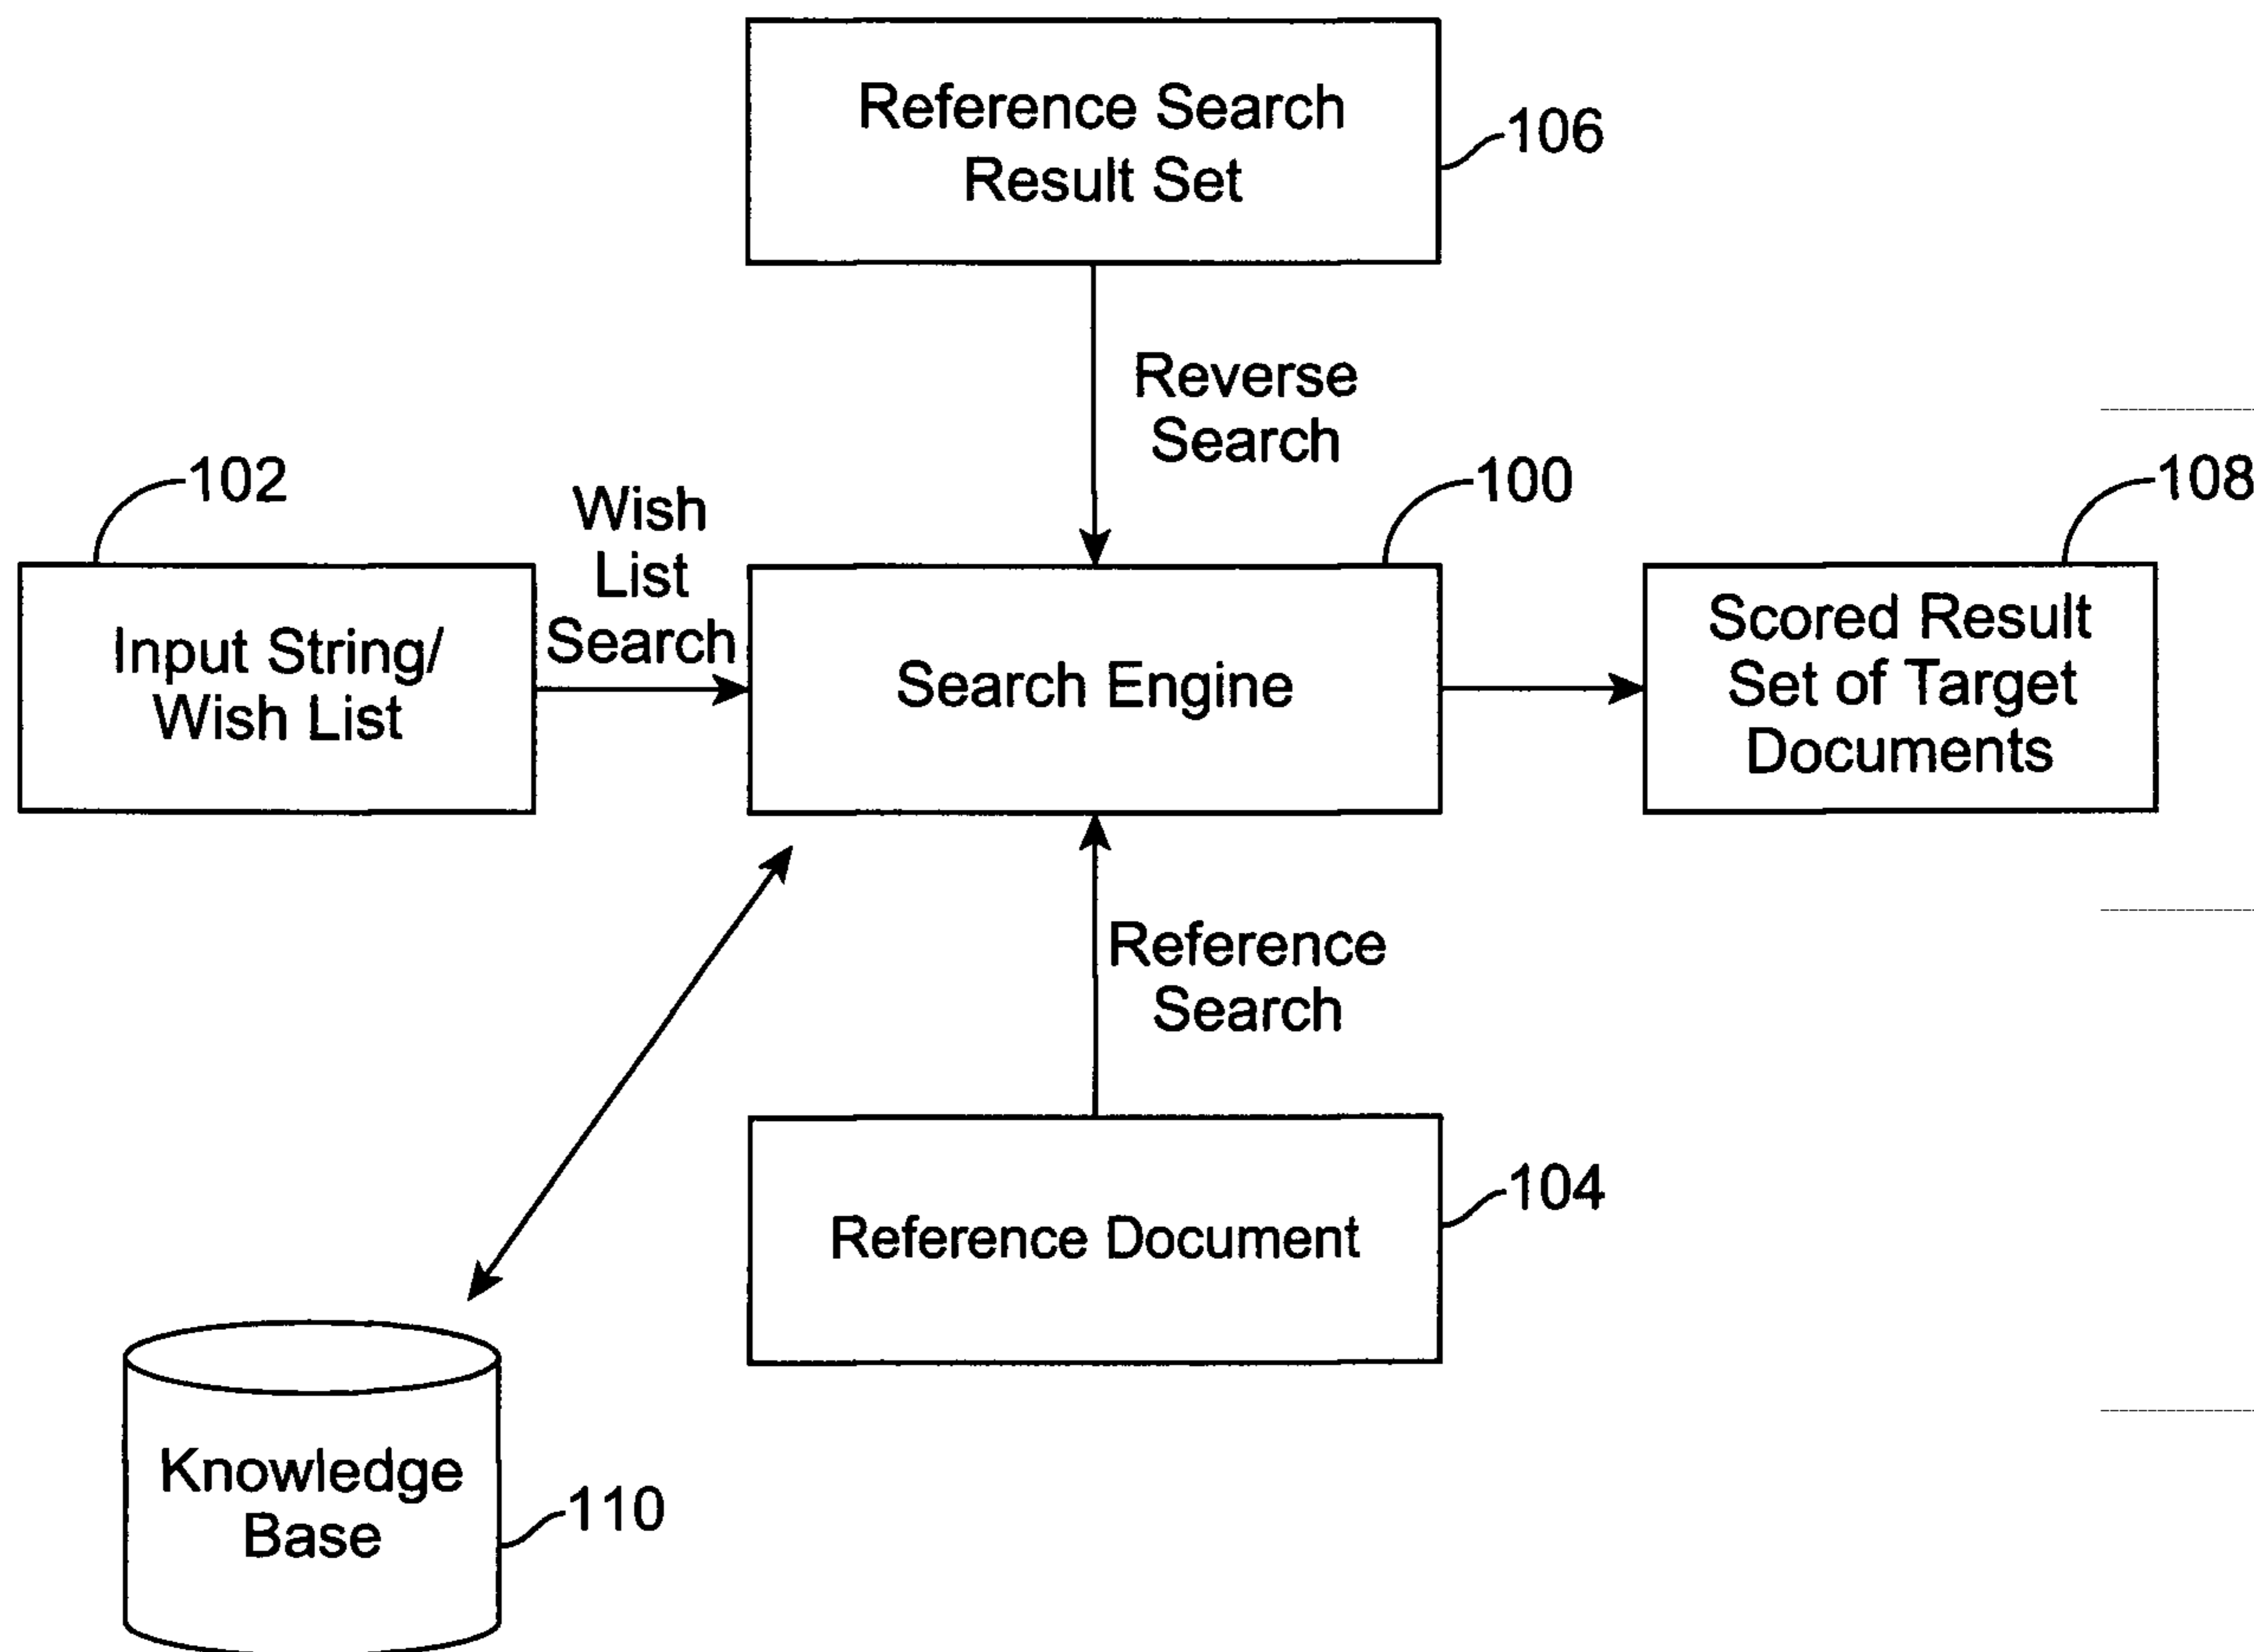 Reference Search
Result Set
106
Reverse
Search
102
Wish
List
Search
100
108
Input String/
Wish List
Search Engine
Scored Result
Set of Target
Documents
Reference
Search
104
Reference Document
Knowledge
Base
110